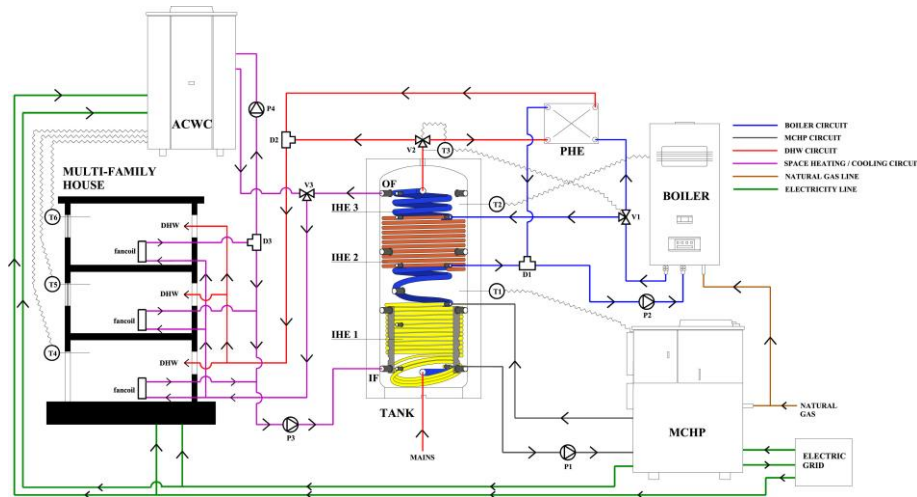 ACWC
P4
D2
V2
T3
PHE
BOILER CIRCUIT
MCHP CIRCUIT
DHW CIRCUIT
SPACE HEATING / COOLING CIRCUIT
NATURAL GAS LINE
ELECTRICITY LINE
MULTI-FAMILY
HOUSE
V3
OF
IHE 3
T2
V1
BOILER
T6
DHW
fancoil
D3
IHE 2
D1
T5
DHW
fancoil
T1
P2
IHE 1
T4
DHW
fancoil
IF
TANK
P3
MAINS
P1
MCHP
NATURAL
GAS
ELECTRIC
GRID